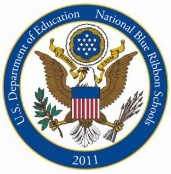 U.S. Department of Education
National Blue Ribbon Schools
2011